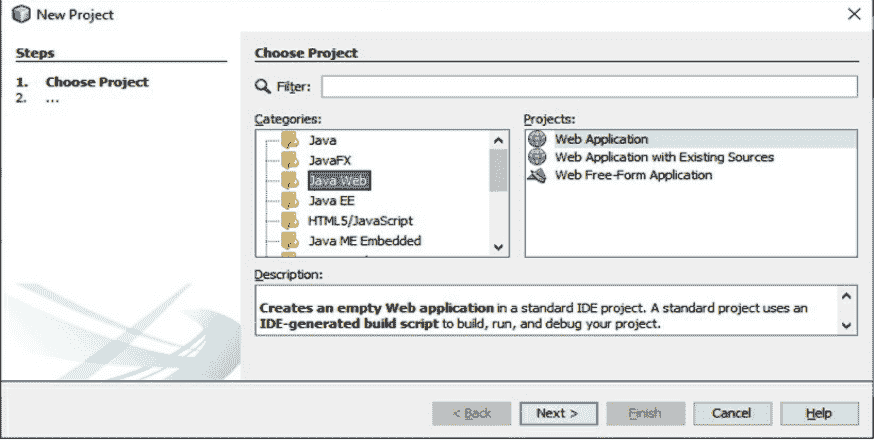 New Project
Steps
1. Choose Project
2. ...
Choose Project
Filter:
Categories:
Java
JavaFX
Java Web
Java EE
HTML5/JavaScript
Java ME Embedded
Projects:
Web Application
Web Application with Existing Sources
Web Free-Form Application
Description:
Creates an empty Web application in a standard IDE project. A standard project uses an
IDE-generated build script to build, run, and debug your project.
< Back
Next >
Finish
Cancel
Help